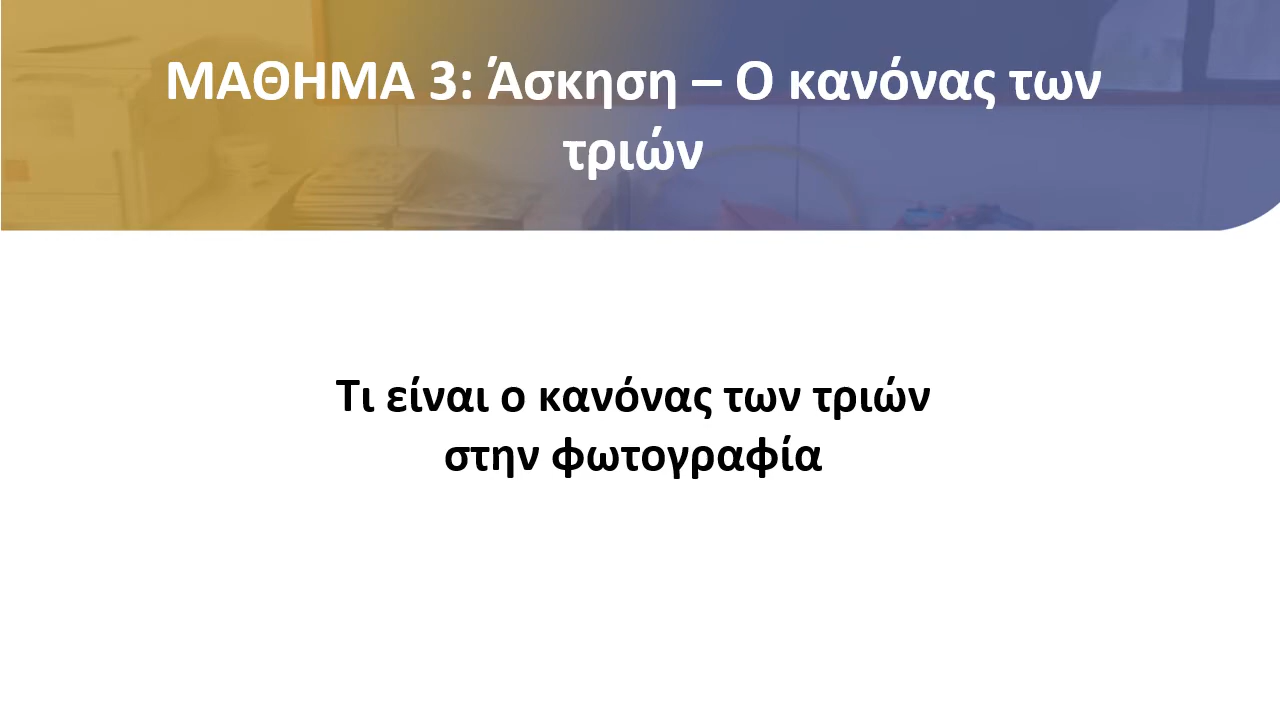 ΜΑΘΗΜΑ 3: Άσκηση – Ο κανόνας των
τριών
Τι είναι ο κανόνας των τριών
στην φωτογραφία